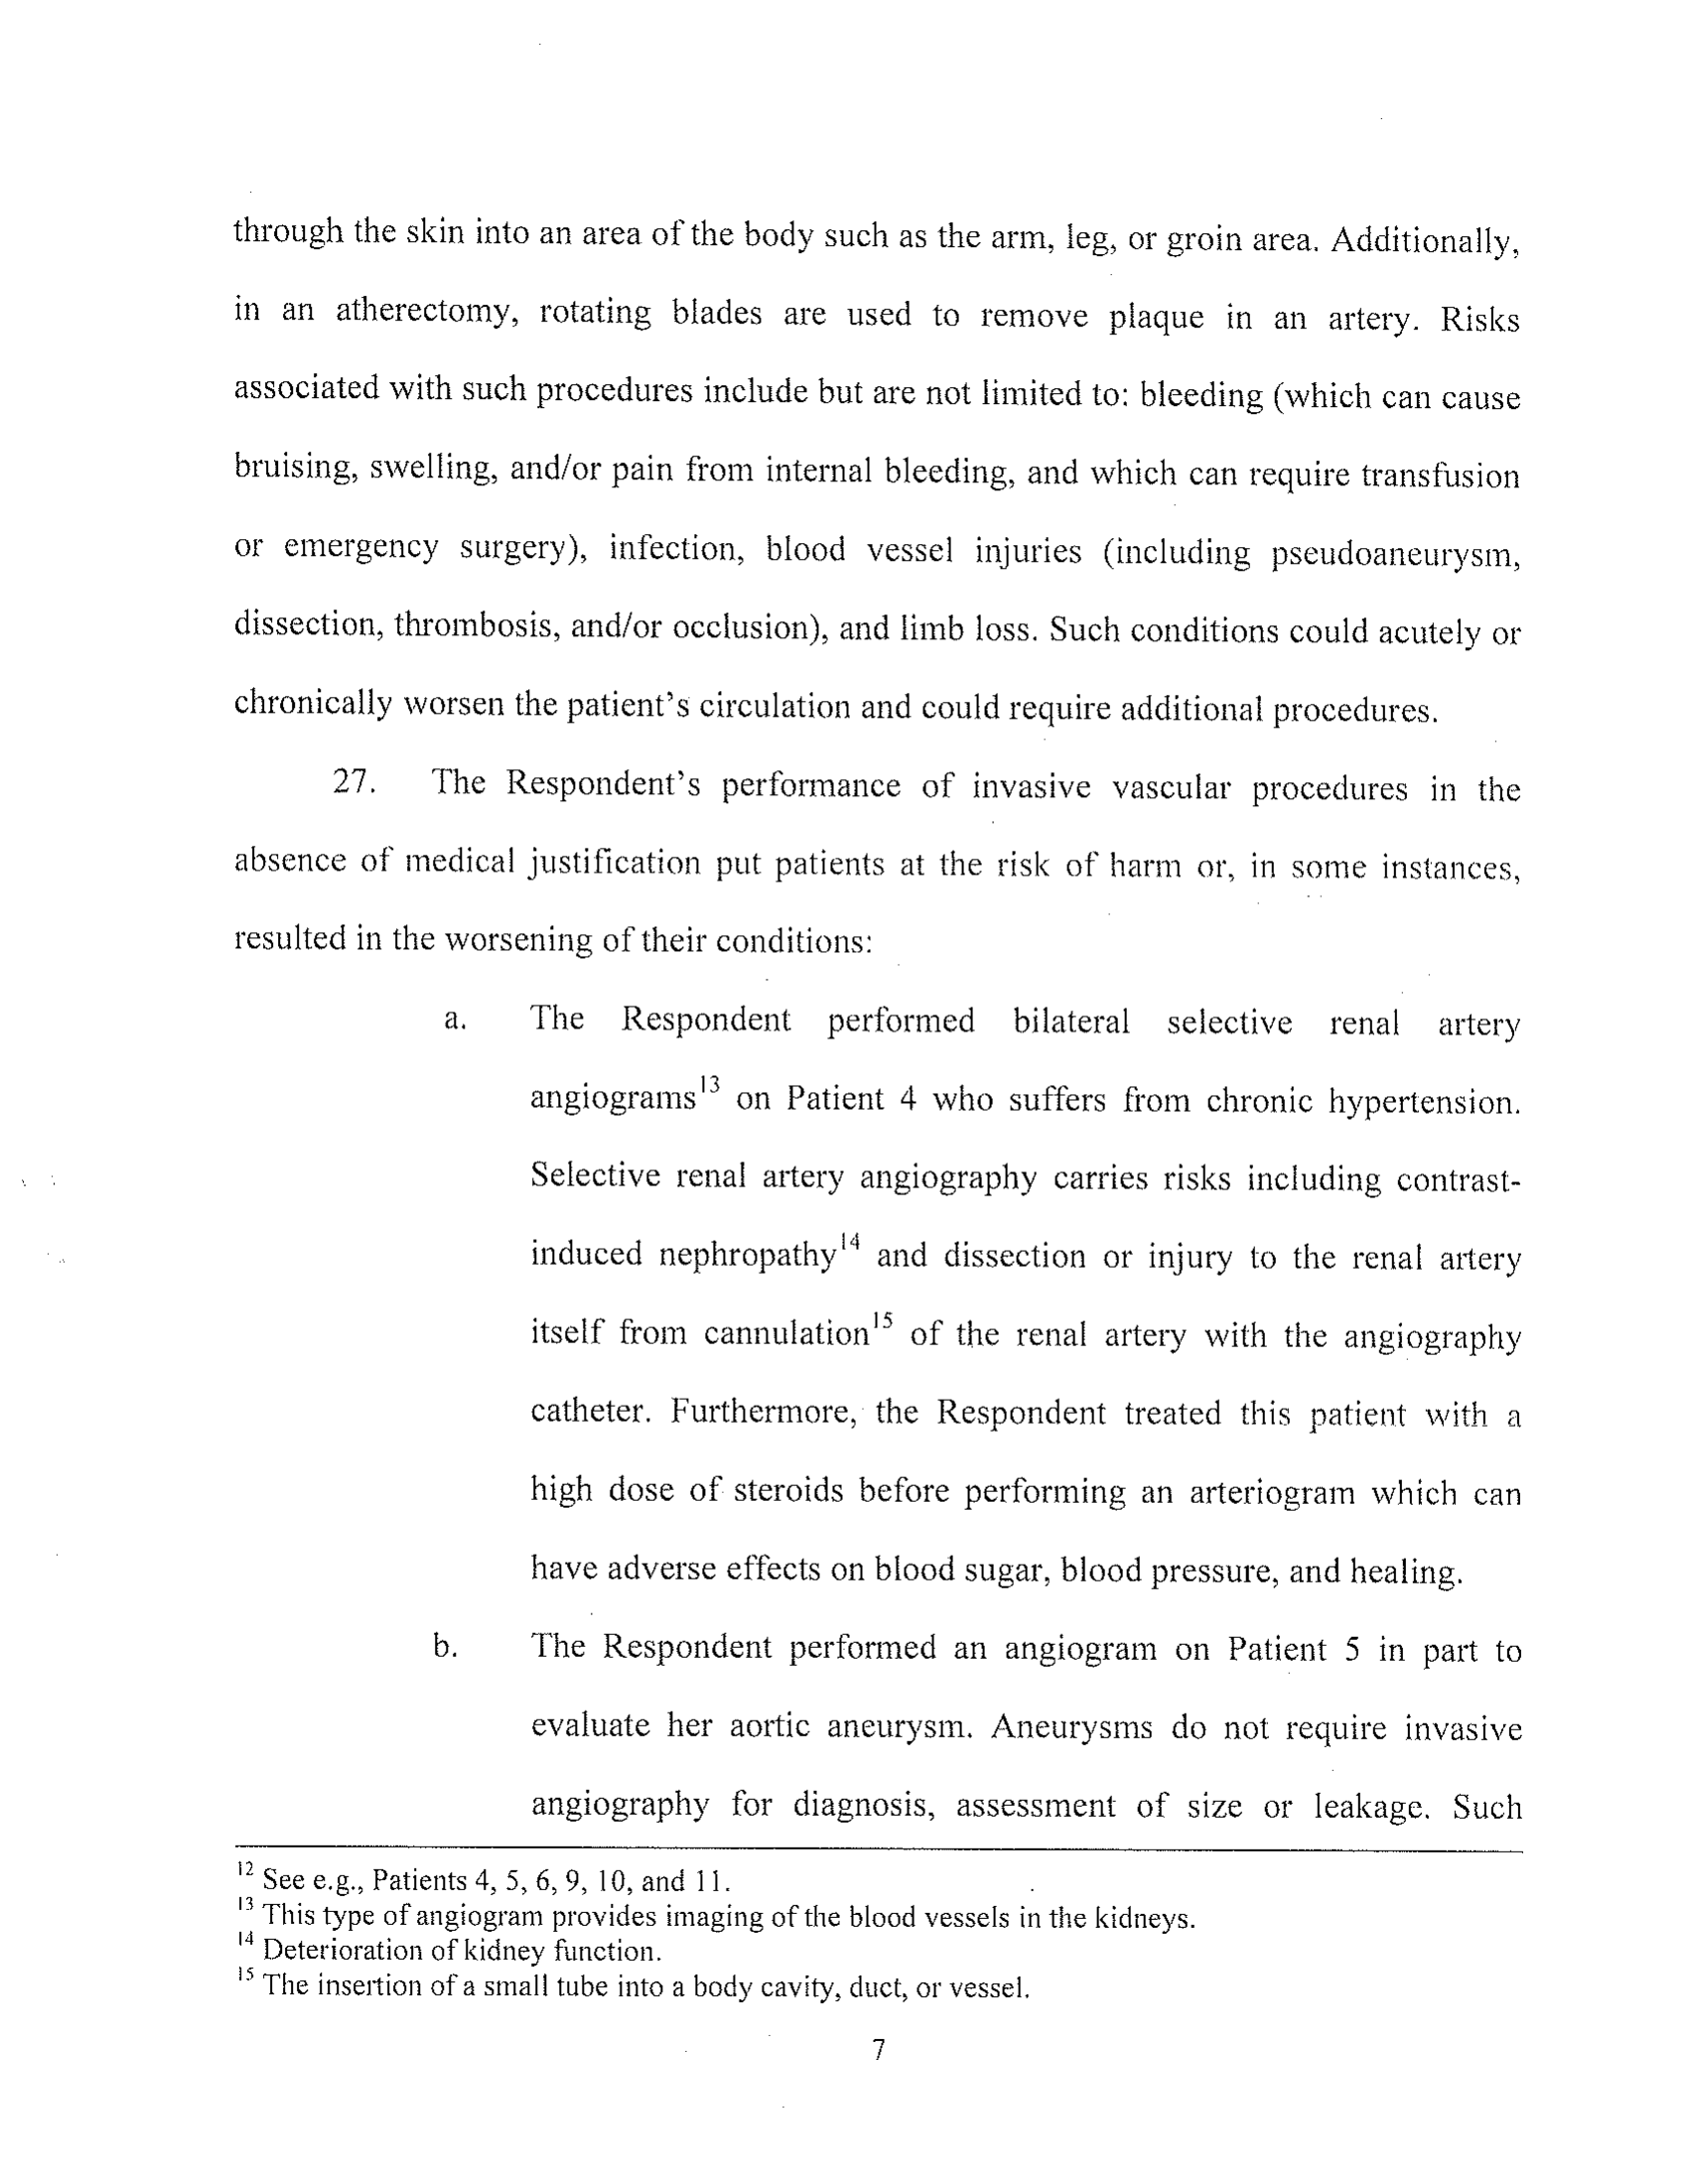 through the skin into an area of the body such as the arm, leg, or groin area. Additionally,
in an atherectomy, rotating blades are used to remove plaque in an artery. Risks
associated with such procedures include but are not limited to: bleeding (which can cause
bruising, swelling, and/or pain from internal bleeding, and which can require transfusion
or emergency surgery), infection, blood vessel injuries (including pseudoaneurysm,
dissection, thrombosis, and/or occlusion), and limb loss. Such conditions could acutely or
chronically worsen the patient's circulation and could require additional procedures.
27. The Respondent's performance of invasive vascular procedures in the
absence of medical justification put patients at the risk of harm or, in some instances,
resulted in the worsening of their conditions:
a. The Respondent performed bilateral selective renal artery
angiograms13 on Patient 4 who suffers from chronic hypertension.
Selective renal artery angiography carries risks including contrast-
induced nephropathy14 and dissection or injury to the renal artery
itself from cannulation15 of the renal artery with the angiography
catheter. Furthermore, the Respondent treated this patient with a
high dose of steroids before performing an arteriogram which can
have adverse effects on blood sugar, blood pressure, and healing.
b. The Respondent performed an angiogram on Patient 5 in part to
evaluate her aortic aneurysm. Aneurysms do not require invasive
angiography for diagnosis, assessment of size or leakage. Such
12 See e.g., Patients 4, 5, 6, 9, 10, and 11.
13 This type of angiogram provides imaging of the blood vessels in the kidneys.
14 Deterioration of kidney function.
15 The insertion of a small tube into a body cavity, duct, or vessel.
7